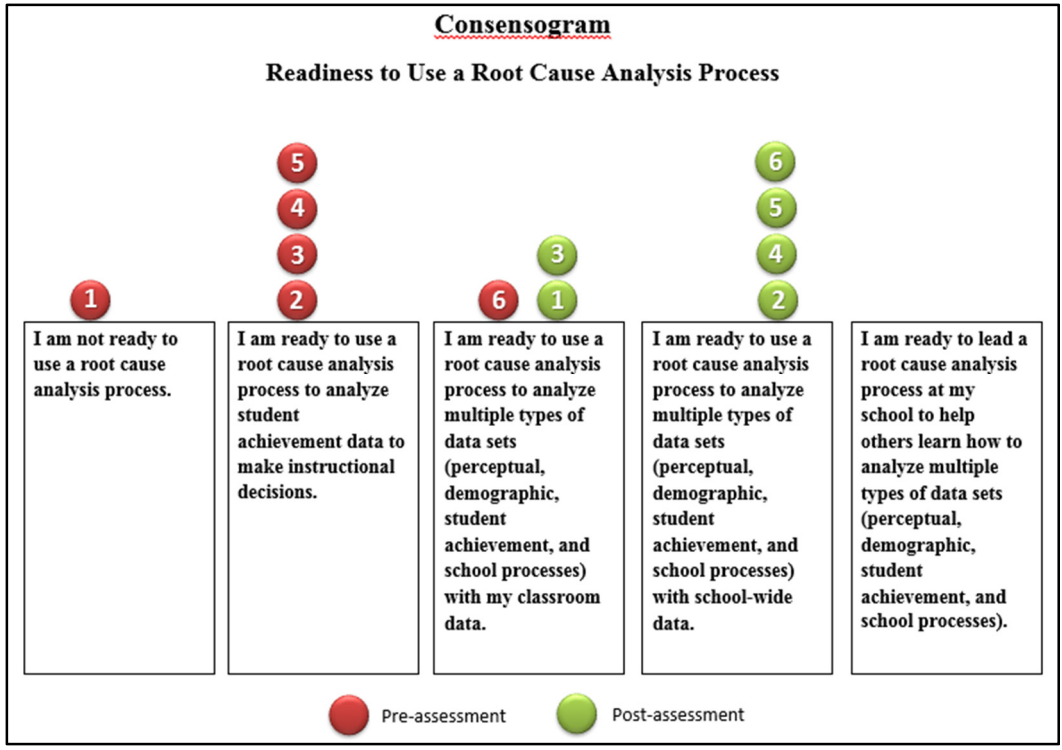 Consensogram
Readiness to Use a Root Cause Analysis Process
5
4
3
2
1
6
3
1
6
5
4
2
I am not ready to
use a root cause
analysis process.
I am ready to use a
root cause analysis
process to analyze
student
achievement data to
make instructional
decisions.
I am ready to use a
root cause analysis
process to analyze
multiple types of
data sets
(perceptual,
demographic,
student
achievement, and
school processes)
with my classroom
data.
I am ready to use a
root cause analysis
process to analyze
multiple types of
data sets
(perceptual,
demographic,
student
achievement, and
school processes)
with school-wide
data.
I am ready to lead a
root cause analysis
process at my
school to help
others learn how to
analyze multiple
types of data sets
(perceptual,
demographic,
student
achievement, and
school processes).
Pre-assessment
Post-assessment